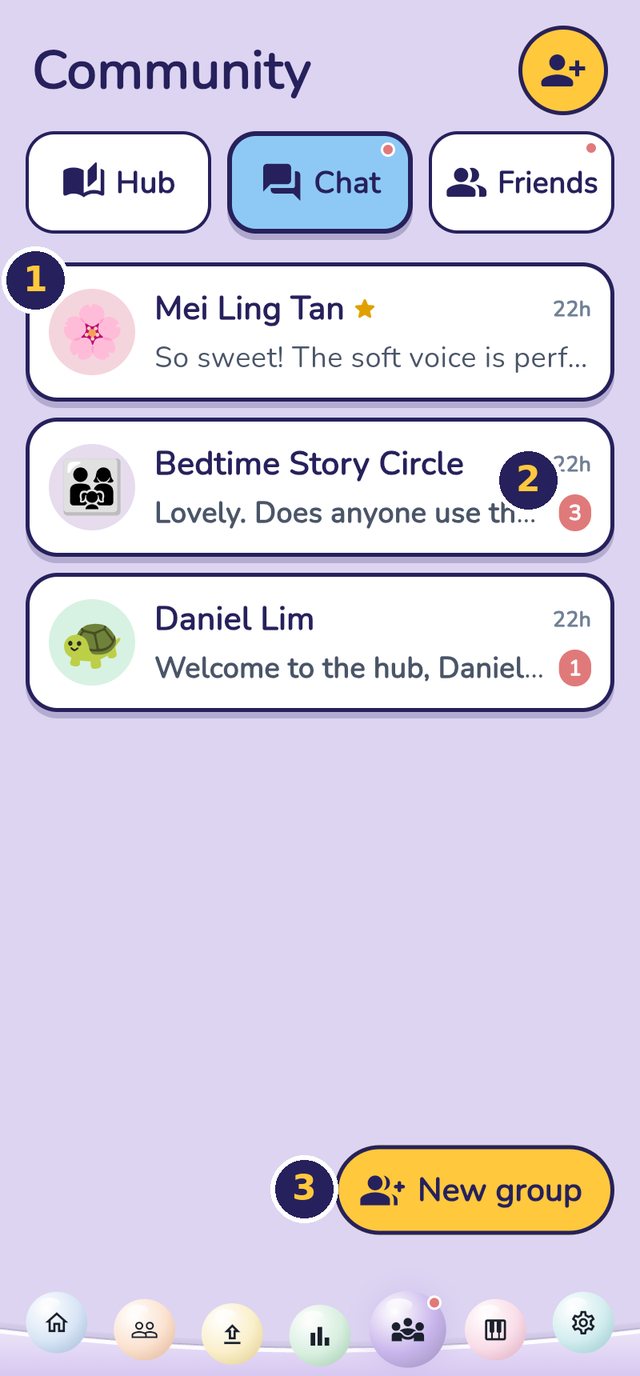 Community
Hub
Chat
Friends
1
Mei Ling Tan
22h
So sweet! The soft voice is perf...
Bedtime Story Circle
2
22h
Lovely. Does anyone use th...
3
Daniel Lim
22h
Welcome to the hub, Daniel...
1
3
New group